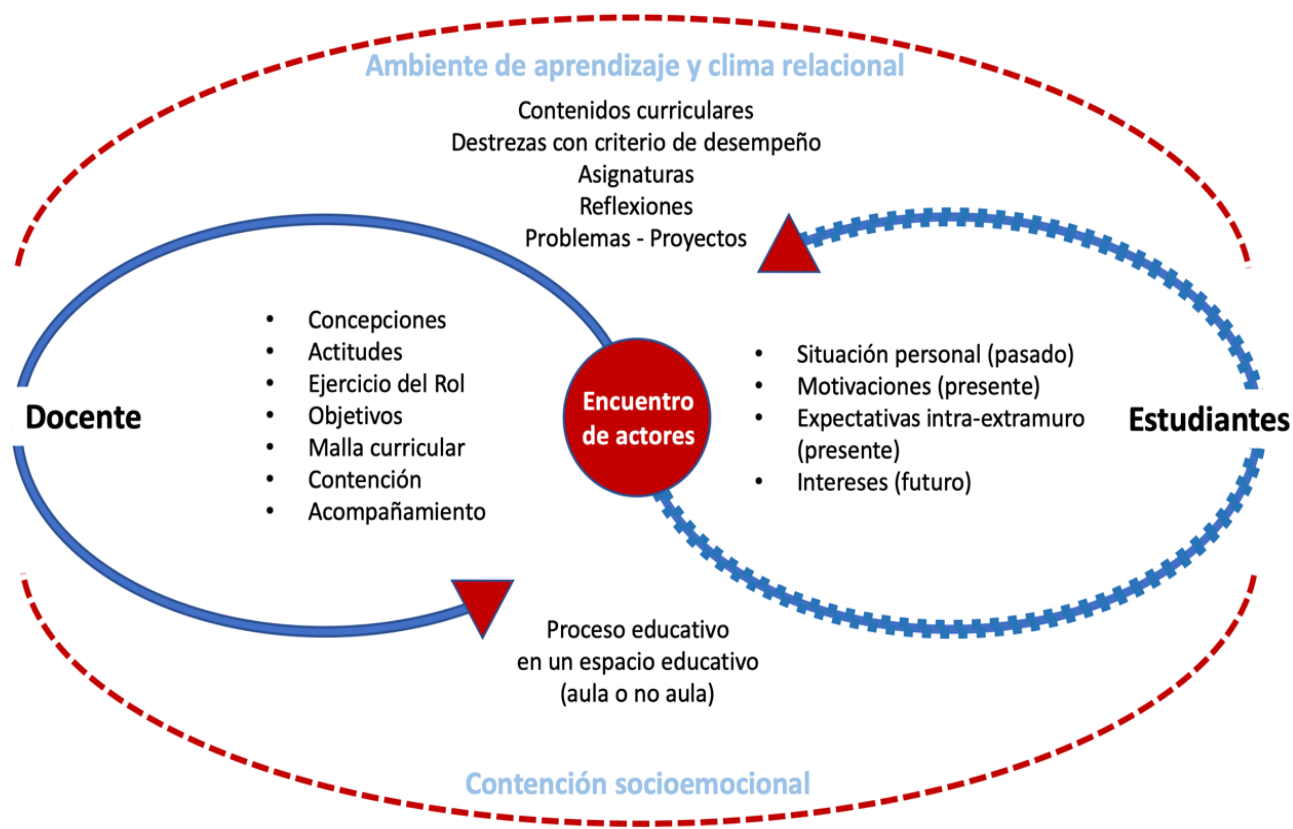 Ambiente de aprendizaje y clima relacional
Contenidos curriculares
Destrezas con criterio de desempeño
Asignaturas
Reflexiones
Problemas - Proyectos
Docente
• Concepciones
• Actitudes
• Ejercicio del Rol
• Objetivos
• Malla curricular
• Contención
• Acompañamiento
Encuentro
de actores
• Situación personal (pasado)
• Motivaciones (presente)
• Expectativas intra-extramuro
(presente)
• Intereses (futuro)
Estudiantes
Proceso educativo
en un espacio educativo
(aula o no aula)
Contención socioemocional